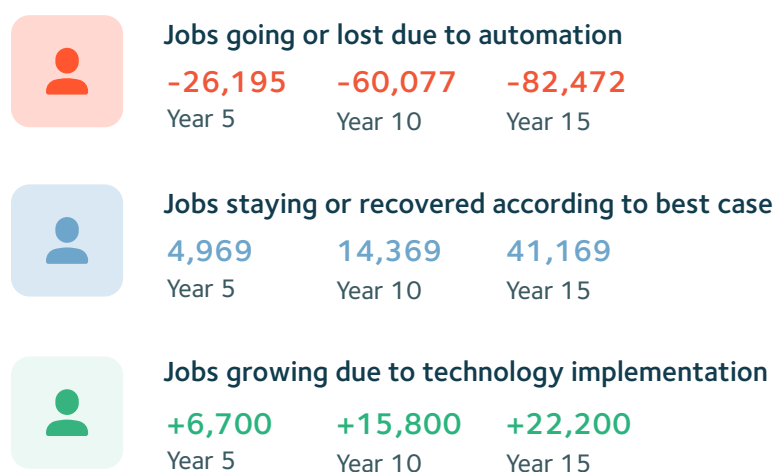 Jobs going or lost due to automation
-26,195 -60,077 -82,472
Year 5 Year 10 Year 15
Jobs staying or recovered according to best case
4,969 14,369 41,169
Year 5 Year 10 Year 15
Jobs growing due to technology implementation
+6,700 +15,800 +22,200
Year 5 Year 10 Year 15